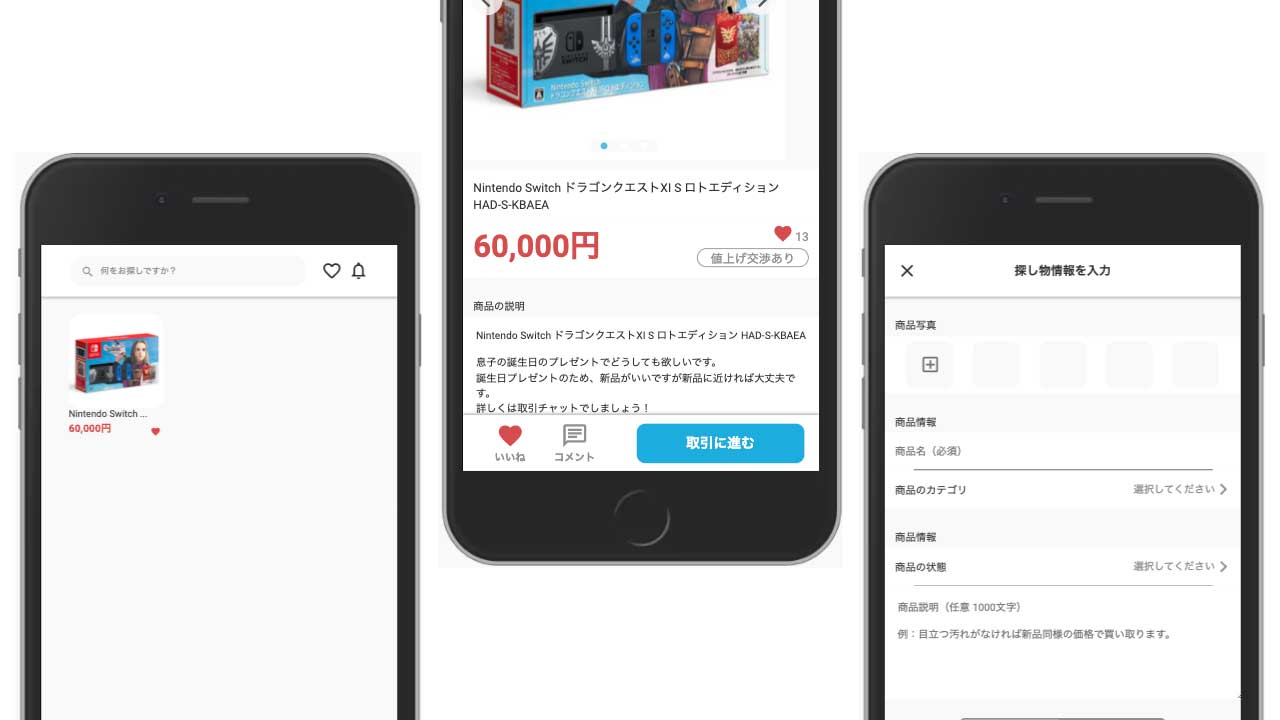 何をお探しですか？
Nintendo Switch ...
60,000円
NINTENDO
SWITCH
Nintendo Switch
Nintendo Switch ドラゴンクエストXI S ロトエディション
HAD-S-KBAEA
60,000円
13
値上げ交渉あり
商品の説明
Nintendo Switch ドラゴンクエストXI S ロトエディション HAD-S-KBAEA
息子の誕生日のプレゼントでどうしても欲しいです。
誕生日プレゼントのため、新品がいいですが新品に近ければ大丈夫で
す。
詳しくは取引チャットでしましょう！
いいね
コメント
取引に進む
探し物情報を入力
商品写真
商品情報
商品名（必須）
商品のカテゴリ
選択してください
商品情報
商品の状態
選択してください
商品説明（任意 1000文字）
例：目立つ汚れがなければ新品同様の価格で買い取ります。